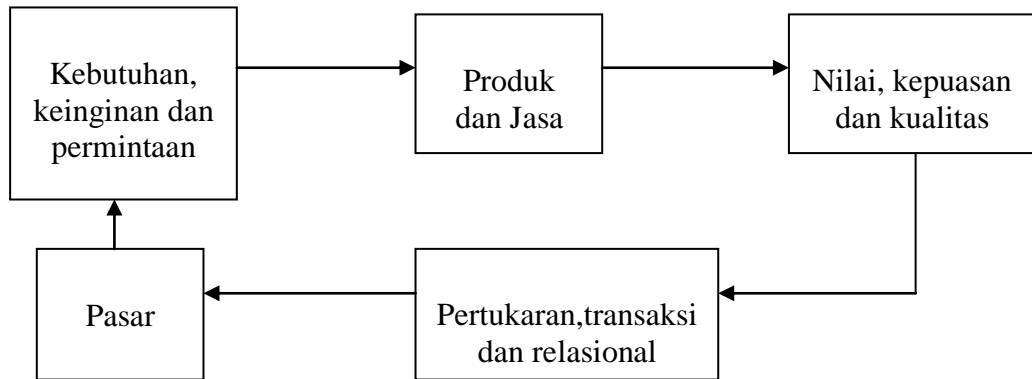 Kebutuhan,
keinginan dan
permintaan
Produk
dan Jasa
Nilai, kepuasan
dan kualitas
Pasar
Pertukaran,transaksi
dan relasional